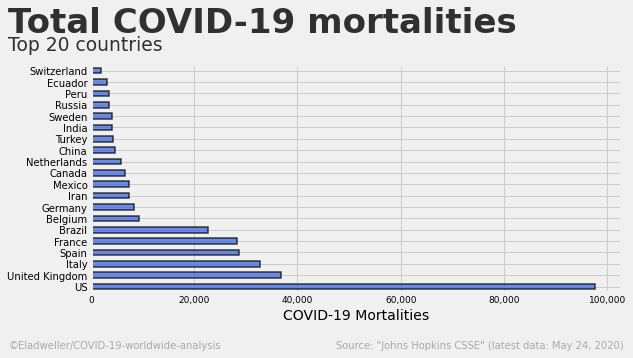 Total COVID-19 mortalities
Top 20 countries
Switzerland
Ecuador
Peru
Russia
Sweden
India
Turkey
China
Netherlands
Canada
Mexico
Iran
Germany
Belgium
Brazil
France
Spain
Italy
United Kingdom
US
0 20,000 40,000 60,000 80,000 100,000
COVID-19 Mortalities
©Eladweller/COVID-19-worldwide-analysis Source: "Johns Hopkins CSSE" (latest data: May 24, 2020)